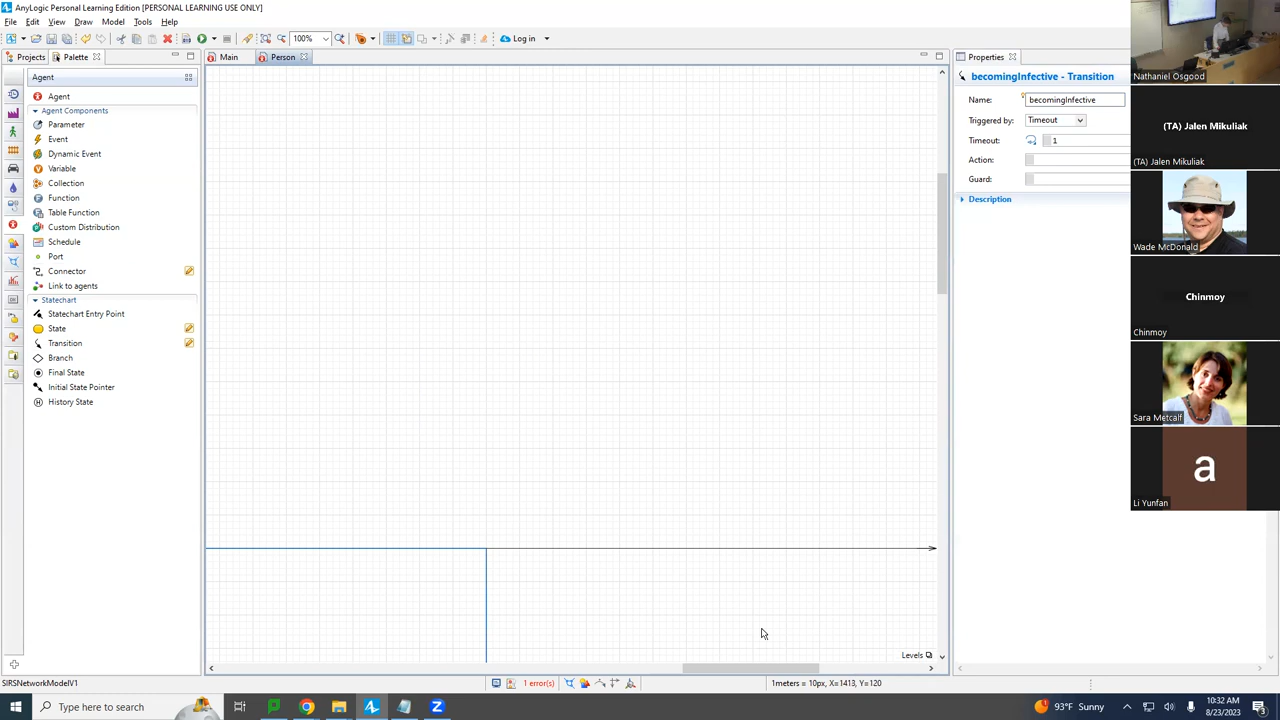 AnyLogic Personal Learning Edition [PERSONAL LEARNING USE ONLY]
File Edit View Draw Model Tools Help
100%
Log in
Projects
Palette
Main
Person
Properties
Agent
Agent
Agent Components
Parameter
Event
Dynamic Event
Variable
Collection
Function
Table Function
Custom Distribution
Schedule
Port
Connector
Link to agents
Statechart
Statechart Entry Point
State
Transition
Branch
Final State
Initial State Pointer
History State
becomingInfective - Transition
Name:
becomingInfective
Triggered by:
Timeout
Timeout:
1
Action:
Guard:
Description
Nathaniel Osgood
(TA) Jalen Mikuliak
(TA) Jalen Mikuliak
Wade McDonald
Chinmoy
Chinmoy
Sara Metcalf
a
Li Yunfan
Levels
SIRSNetworkModelV1
1 error(s)
1meters = 10px, X=1413, Y=120
Type here to search
93°F Sunny
10:32 AM
8/23/2023
3